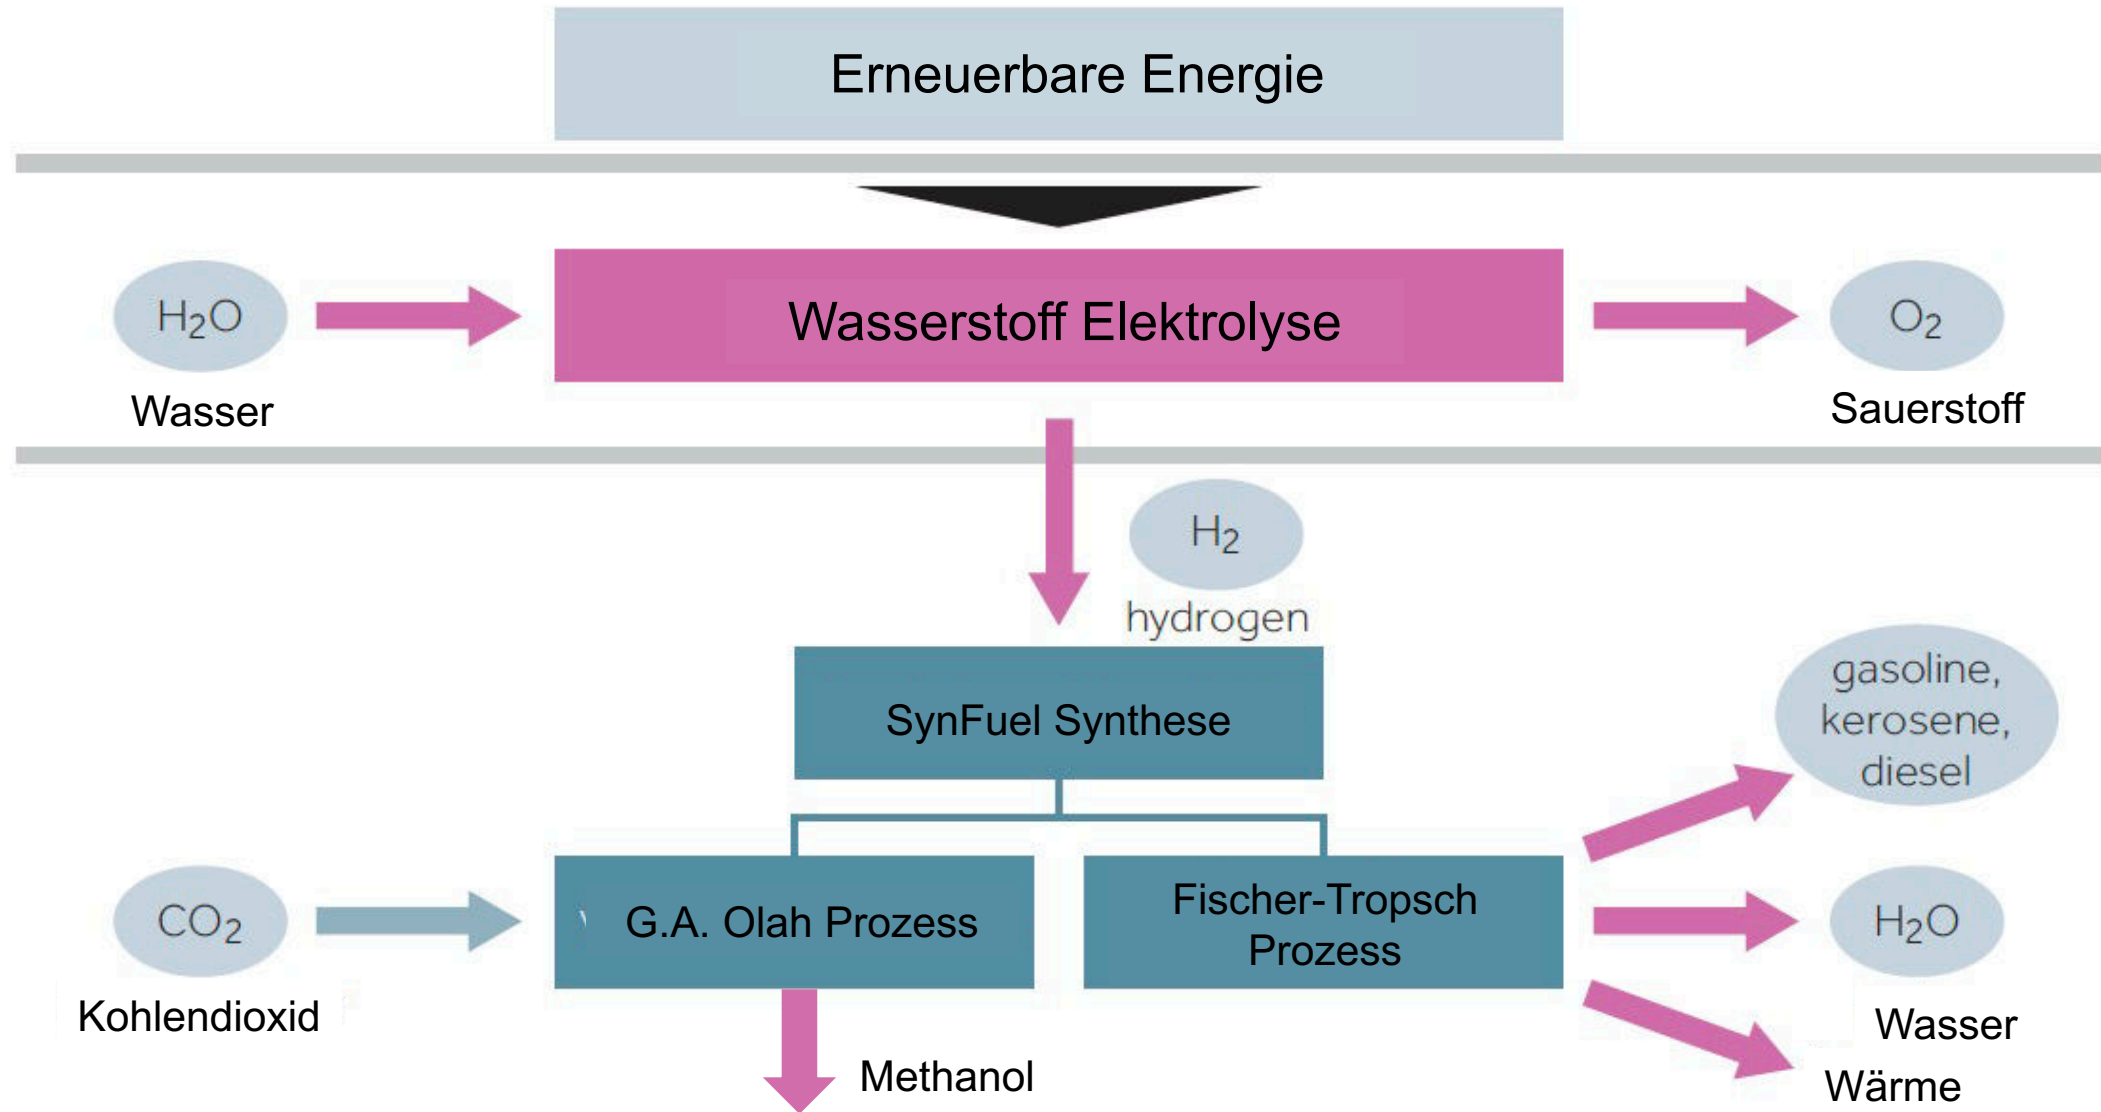 Erneuerbare Energie
H₂O
Wasserstoff Elektrolyse
O₂
Wasser
Sauerstoff
H₂
hydrogen
SynFuel Synthese
gasoline,
kerosene,
diesel
CO₂
G.A. Olah Prozess
Fischer-Tropsch
Prozess
H₂O
Kohlendioxid
Wasser
Methanol
Wärme